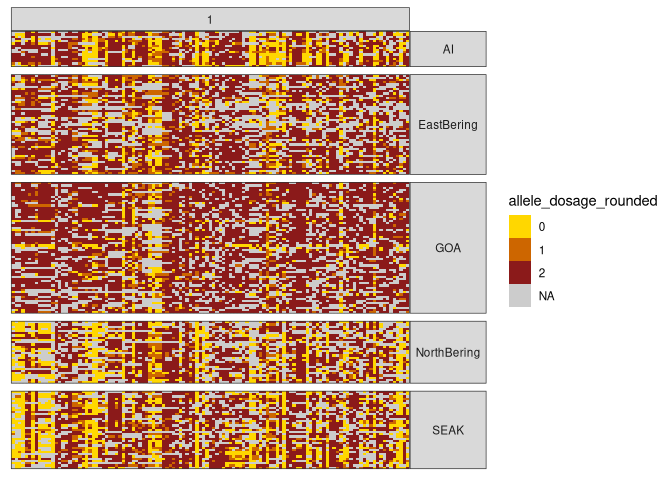 1
AI
EastBering
GOA
NorthBering
SEAK
allele_dosage_rounded
0
1
2
NA